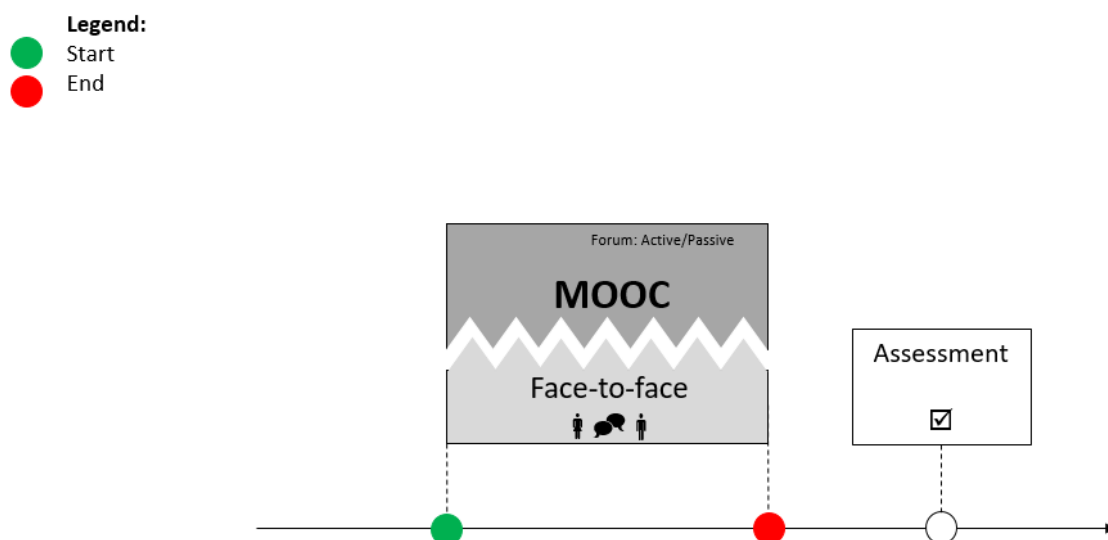 Legend:
Start
End
Forum: Active/Passive
MOOC
Face-to-face
Assessment